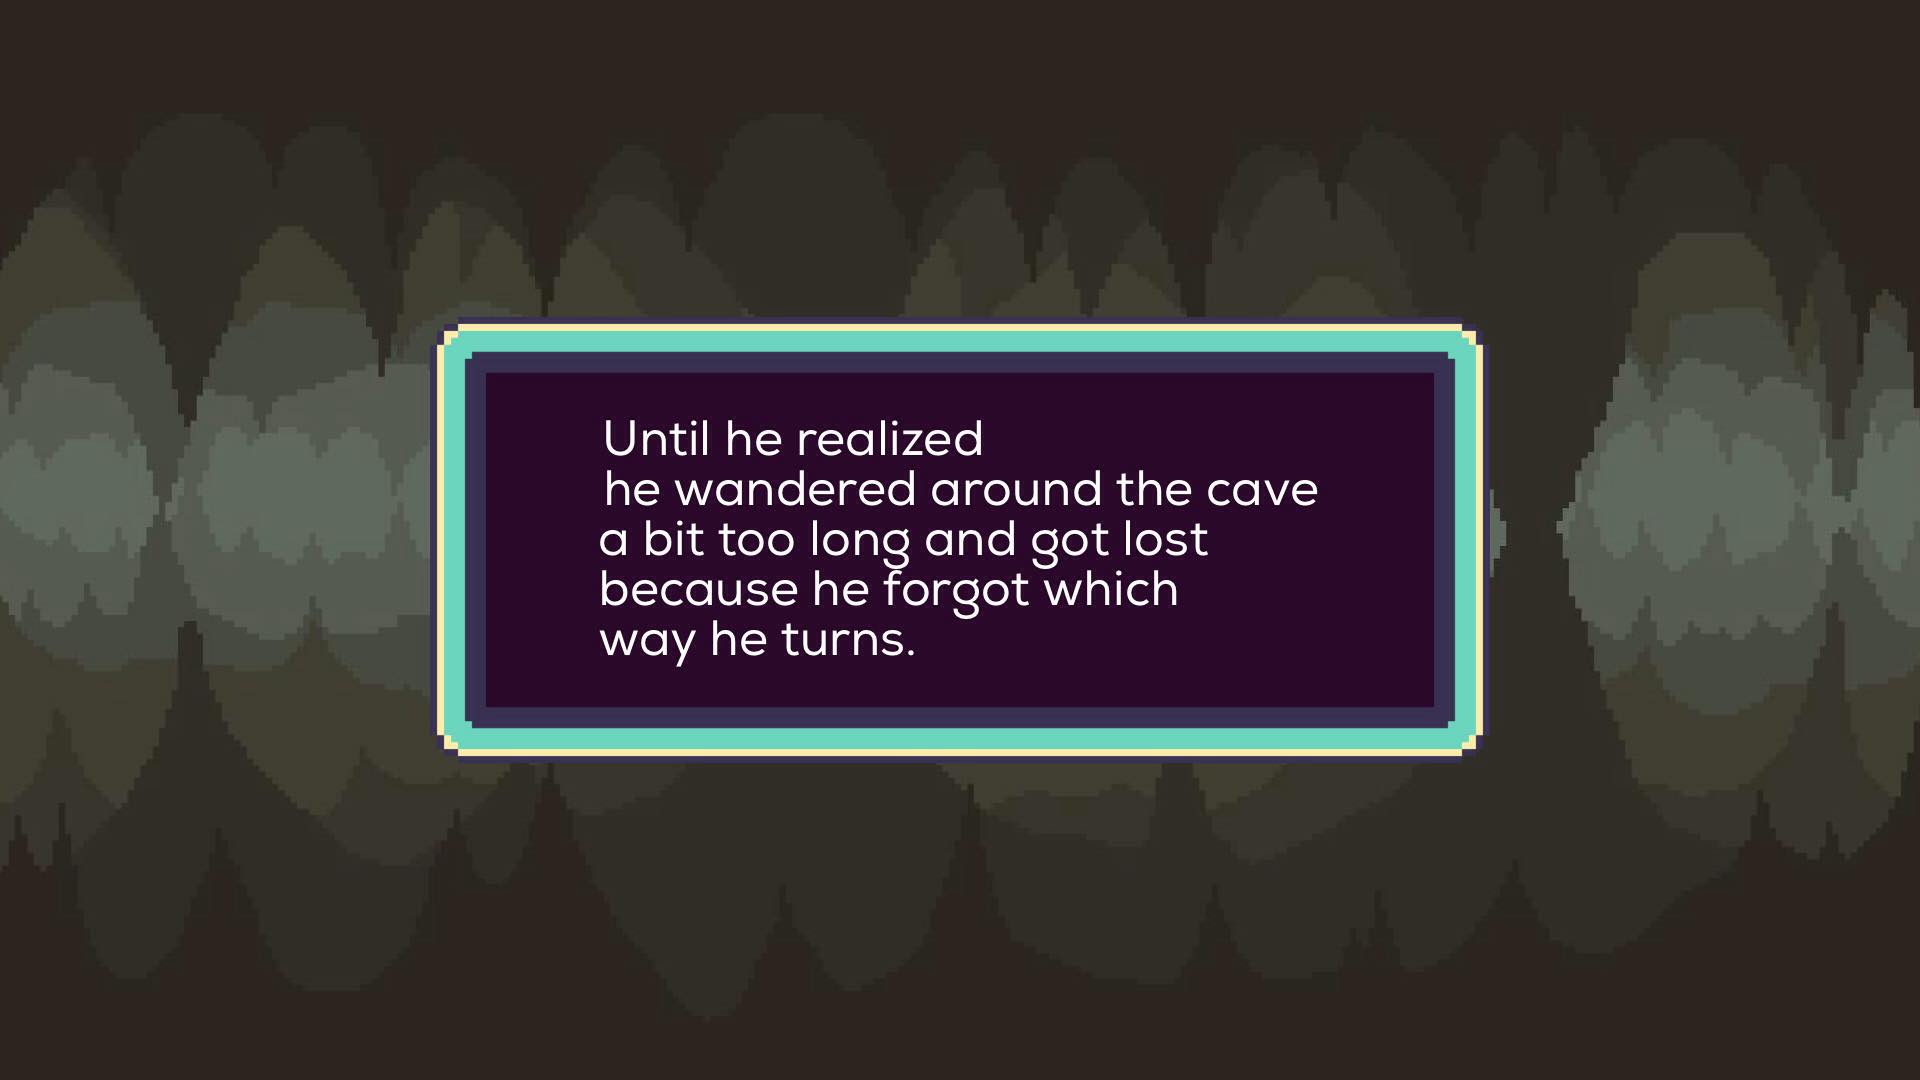 Until he realized
he wandered around the cave
a bit too long and got lost
because he forgot which
way he turns.